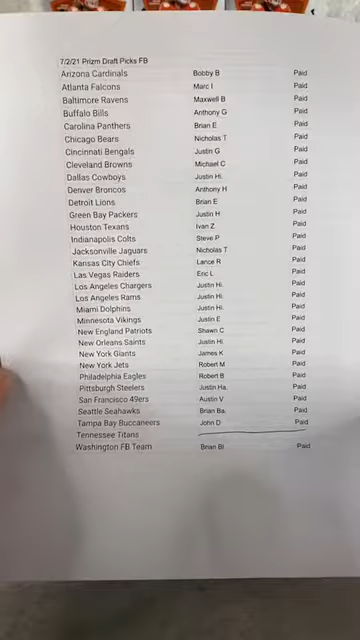 7/2/21 Prizm Draft Picks FB
Arizona Cardinals Bobby B Paid
Atlanta Falcons Marc I Paid
Baltimore Ravens Maxwell B Paid
Buffalo Bills Anthony G Paid
Carolina Panthers Brian E Paid
Chicago Bears Nicholas T Paid
Cincinnati Bengals Justin G Paid
Cleveland Browns Michael C Paid
Dallas Cowboys Justin Hi. Paid
Denver Broncos Anthony H Paid
Detroit Lions Brian E Paid
Green Bay Packers Justin H Paid
Houston Texans Ivan Z Paid
Indianapolis Colts Steve P Paid
Jacksonville Jaguars Nicholas T Paid
Kansas City Chiefs Lance R Paid
Las Vegas Raiders Eric L Paid
Los Angeles Chargers Justin Hi. Paid
Los Angeles Rams Justin Hi. Paid
Miami Dolphins Justin Hi. Paid
Minnesota Vikings Justin E Paid
New England Patriots Shawn C Paid
New Orleans Saints Justin Hi. Paid
New York Giants James K Paid
New York Jets Robert M Paid
Philadelphia Eagles Robert B Paid
Pittsburgh Steelers Justin Ha. Paid
San Francisco 49ers Austin V Paid
Seattle Seahawks Brian Ba. Paid
Tampa Bay Buccaneers John D Paid
Tennessee Titans
Washington FB Team Brian Bl Paid